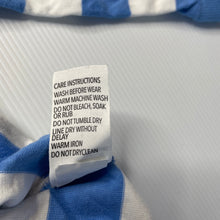 CARE INSTRUCTIONS
WASH BEFORE WEAR
WARM MACHINE WASH
DO NOT BLEACH, SOAK
OR RUB
DO NOT TUMBLE DRY
LINE DRY WITHOUT
DELAY
WARM IRON
DO NOT DRYCLEAN